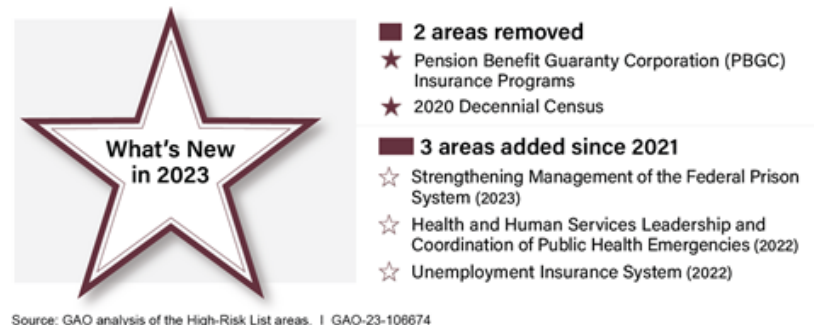 What's New
in 2023
2 areas removed
Pension Benefit Guaranty Corporation (PBGC)
Insurance Programs
2020 Decennial Census
3 areas added since 2021
Strengthening Management of the Federal Prison
System (2023)
Health and Human Services Leadership and
Coordination of Public Health Emergencies (2022)
Unemployment Insurance System (2022)
Source: GAO analysis of the High-Risk List areas. | GAO-23-106674